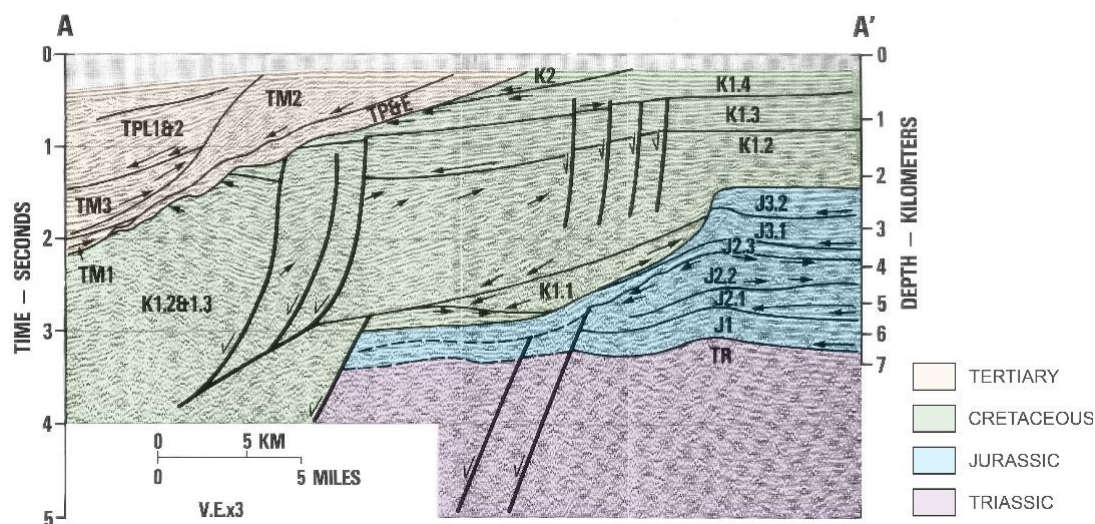 A
A'
0
0
K2
TM2
K1.4
TP&E
TPL1&2
K1.3
1
1
K1.2
2
TM3
J3.2
2
3
J3.1
TM1
J2.3
4
K1.2&1.3
K1.1
J2.2
5
J2.1
3
J1
6
TR
7
4
5
TIME – SECONDS
DEPTH – KILOMETERS
0 5 KM
0 5 MILES
V.E.x3
TERTIARY
CRETACEOUS
JURASSIC
TRIASSIC